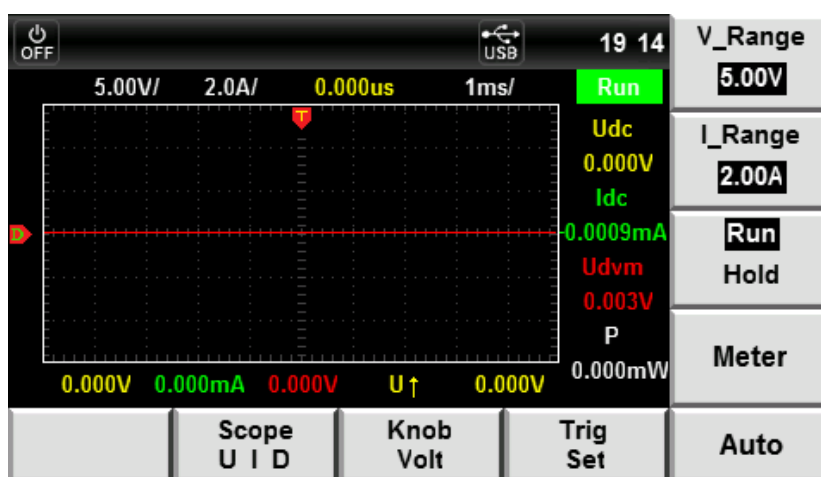 OFF
USB
19 14
5.00V/ 2.0A/ 0.000us 1ms/ Run
T
Udc
0.000V
Idc
D
-0.0009mA
Udvm
0.003V
P
0.000mW
0.000V 0.000mA 0.000V U↑ 0.000V
Scope
U I D
Knob
Volt
Trig
Set
V_Range
5.00V
I_Range
2.00A
Run
Hold
Meter
Auto